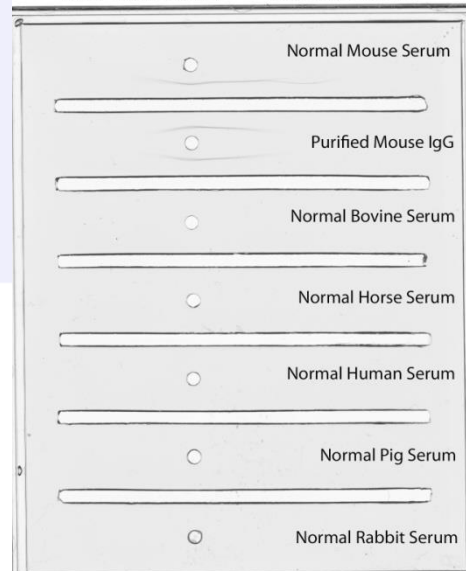 Normal Mouse Serum
Purified Mouse IgG
Normal Bovine Serum
Normal Horse Serum
Normal Human Serum
Normal Pig Serum
Normal Rabbit Serum